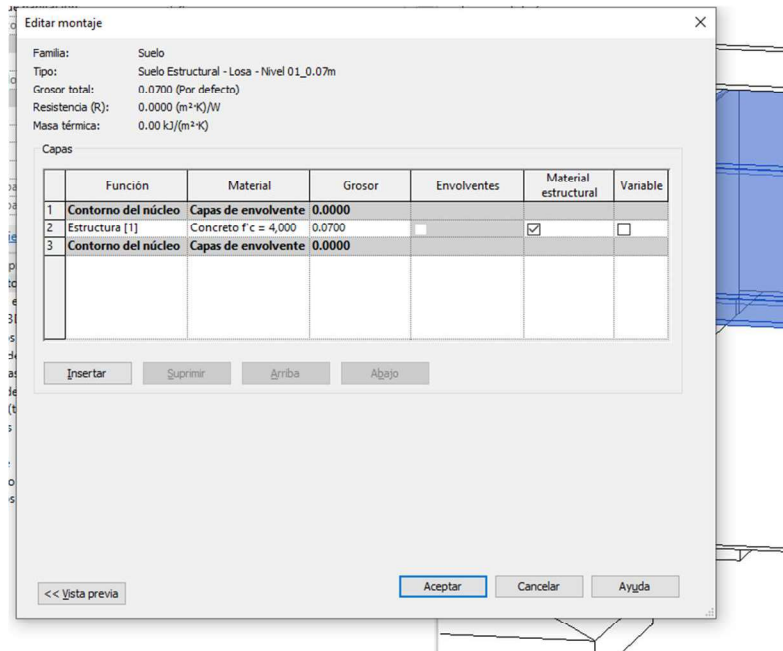 Editar montaje
Familia: Suelo
Tipo: Suelo Estructural - Losa - Nivel 01_0.07m
Grosor total: 0.0700 (Por defecto)
Resistencia (R): 0.0000 (m²·K)/W
Masa térmica: 0.00 kJ/(m²·K)
Capas
Función Material Grosor Envolventes Material estructural Variable
1 Contorno del núcleo Capas de envolvente 0.0000
2 Estructura [1] Concreto f'c = 4,000 0.0700
3 Contorno del núcleo Capas de envolvente 0.0000
Insertar Suprimir Arriba Abajo
<< Vista previa Aceptar Cancelar Ayuda